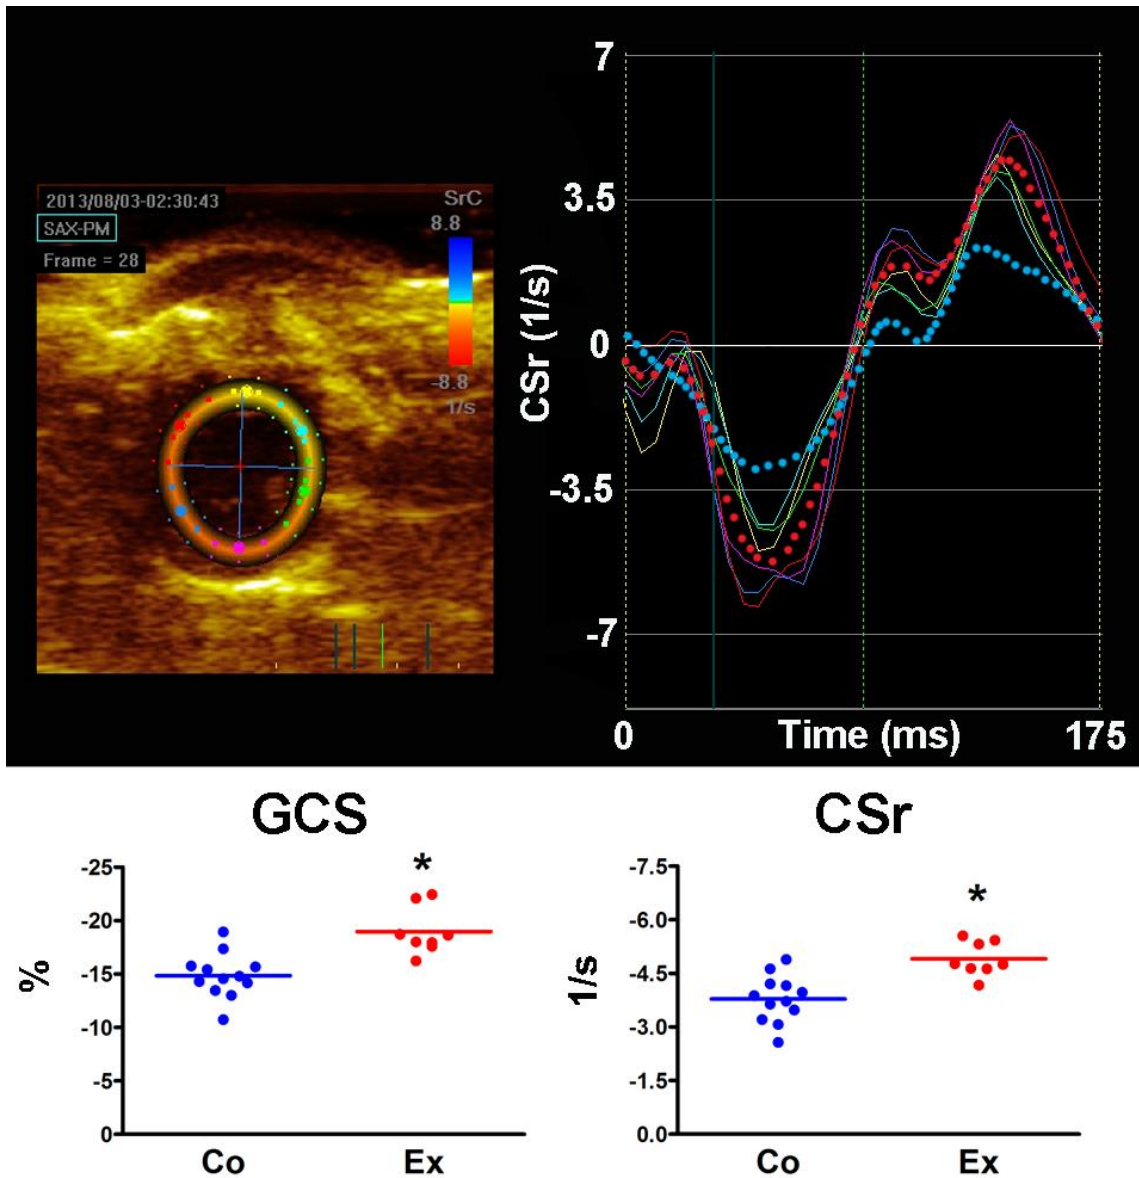 2013/08/03-02:30:43
SAX-PM
Frame = 28
SrC
8.8
-8.8
1/s
7
3.5
0
-3.5
-7
CSr (1/s)
0
Time (ms)
175
GCS
*
-25
-20
-15
-10
-5
0
%
Co
Ex
CSr
*
-7.5
-6.0
-4.5
-3.0
-1.5
0.0
1/s
Co
Ex